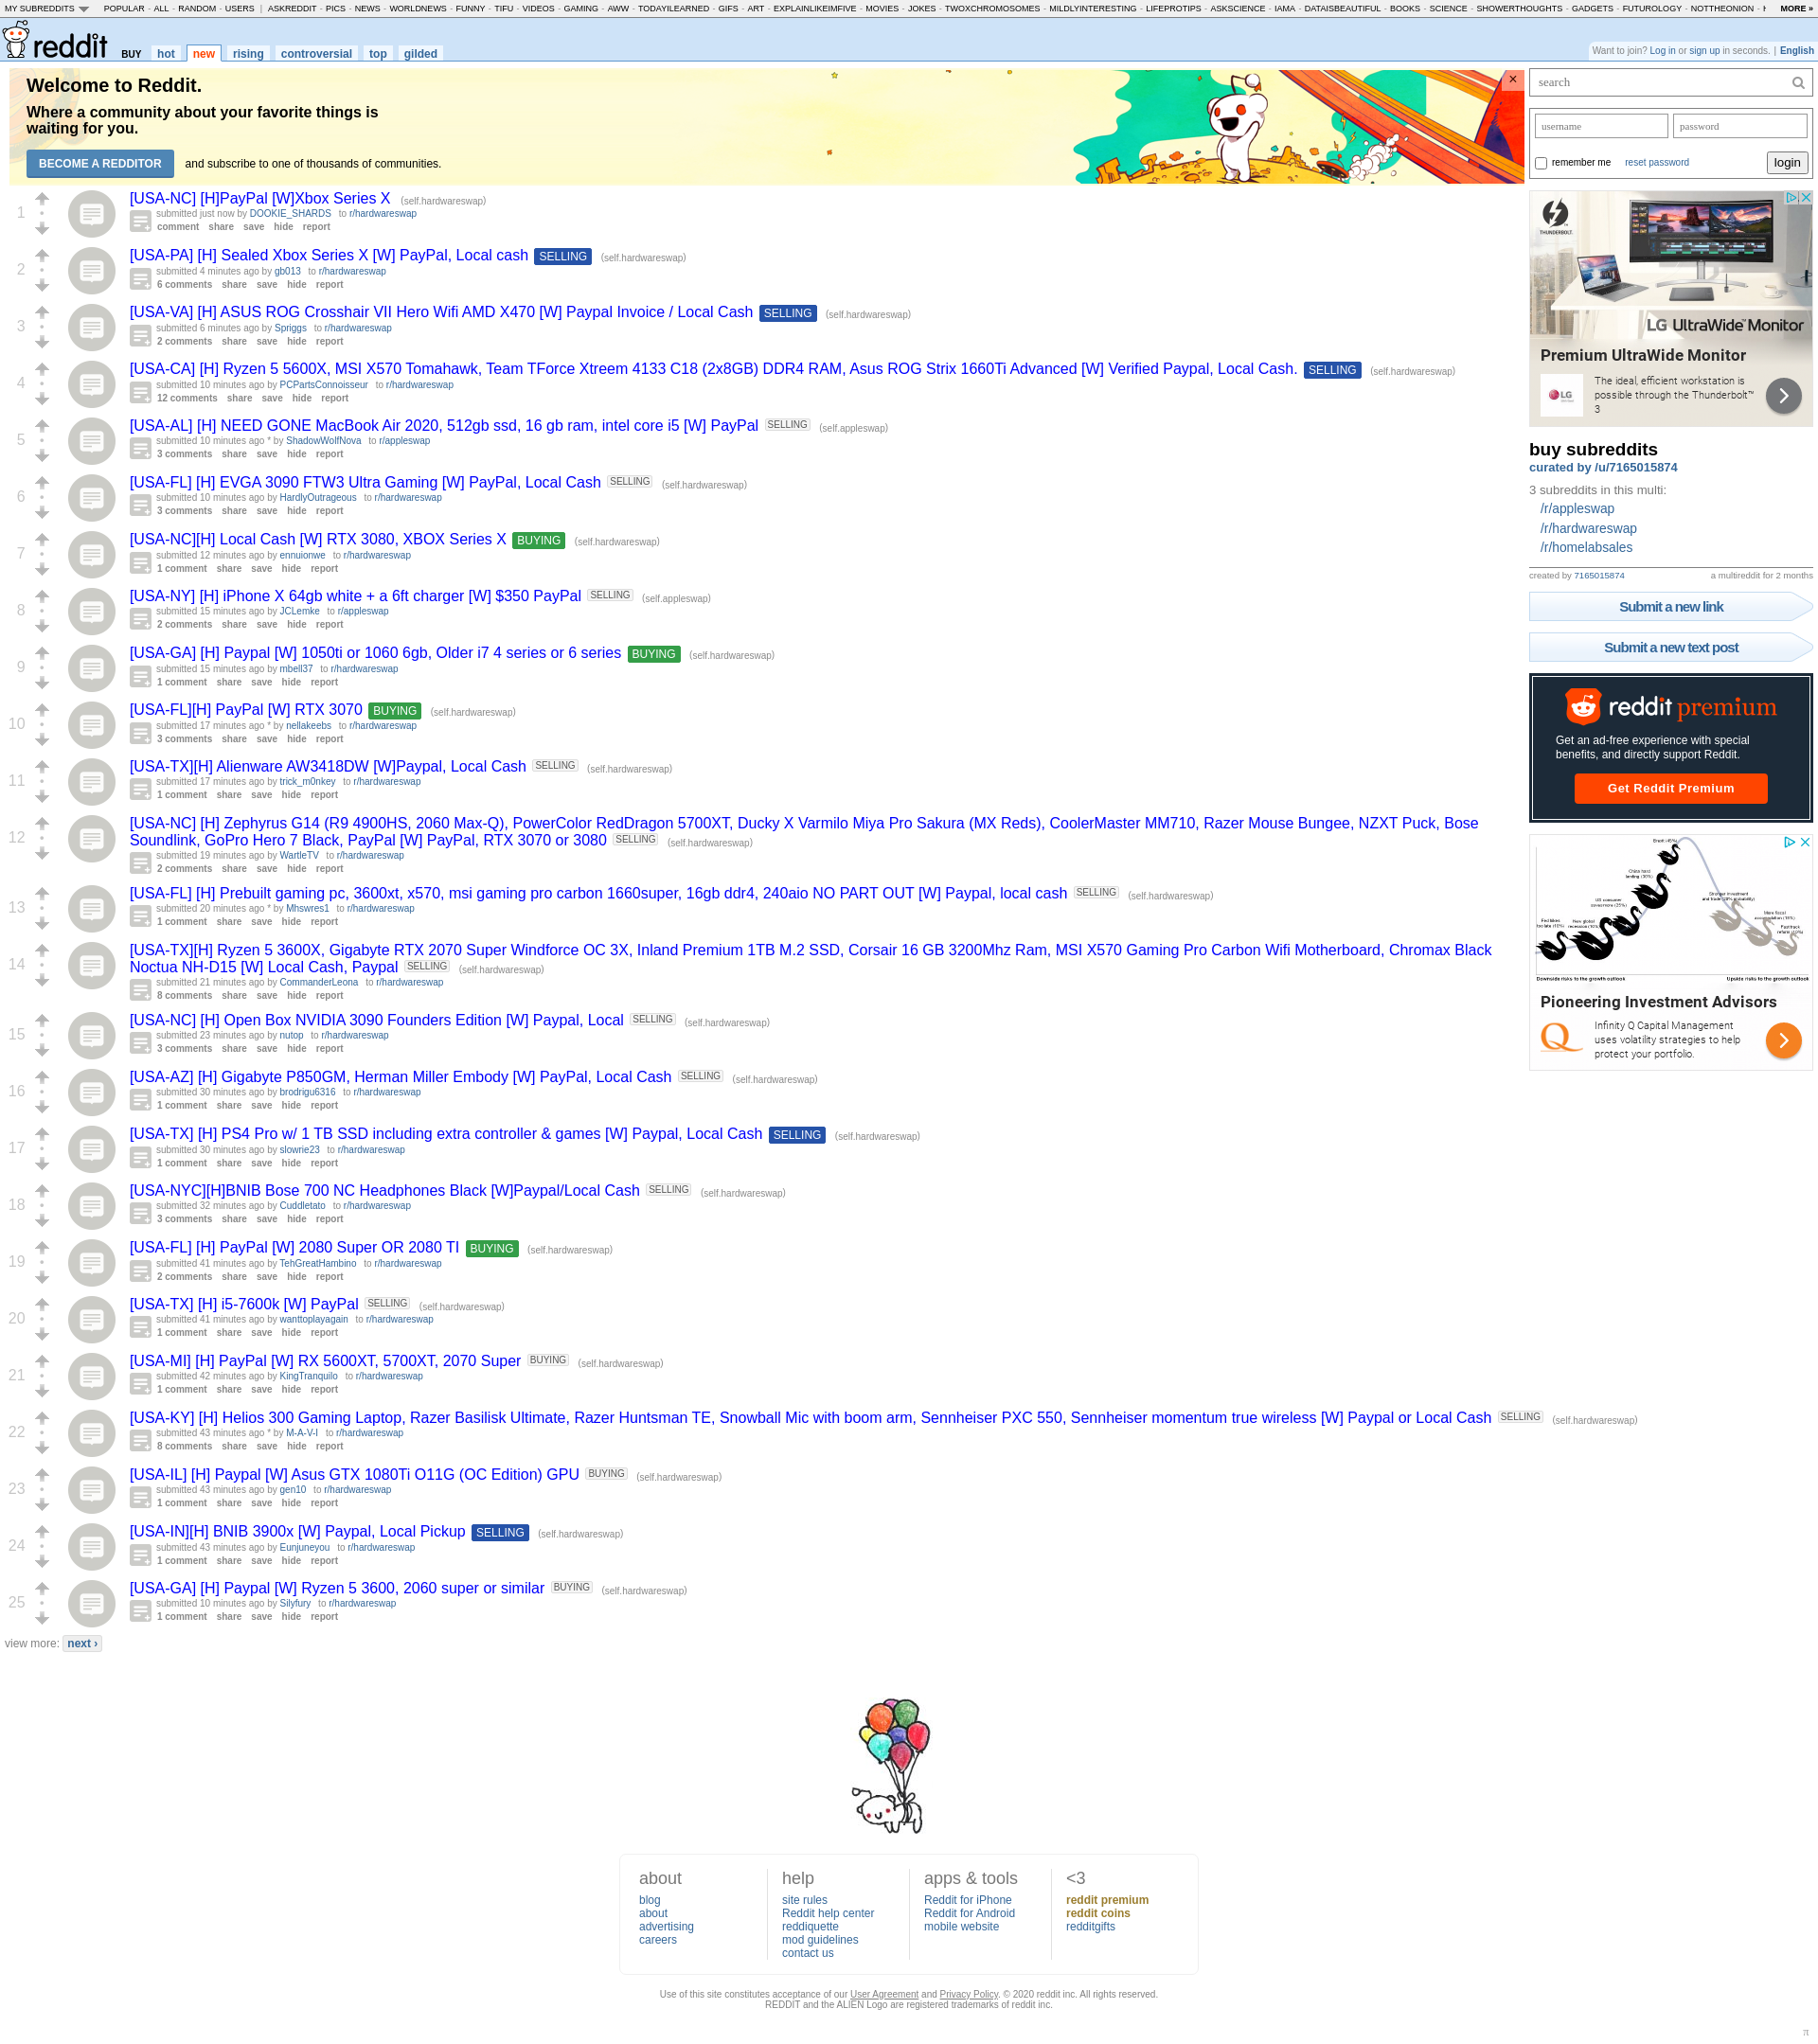 MY SUBREDDITS POPULAR - ALL - RANDOM - USERS | ASKREDDIT - PICS - NEWS - WORLDNEWS - FUNNY - TIFU - VIDEOS - GAMING - AWW - TODAYILEARNED - GIFS - ART - EXPLAINLIKEIMFIVE - MOVIES - JOKES - TWOXCHROMOSOMES - MILDLYINTERESTING - LIFEPROTIPS - ASKSCIENCE - IAMA - DATAISBEAUTIFUL - BOOKS - SCIENCE - SHOWERTHOUGHTS - GADGETS - FUTUROLOGY - NOTTHEONION - MORE »
reddit BUY hot new rising controversial top gilded
Want to join? Log in or sign up in seconds. | English
Welcome to Reddit.
Where a community about your favorite things is
waiting for you.
BECOME A REDDITOR and subscribe to one of thousands of communities.
×
1
[USA-NC] [H]PayPal [W]Xbox Series X (self.hardwareswap)
submitted just now by DOOKIE_SHARDS to r/hardwareswap
comment share save hide report
2
[USA-PA] [H] Sealed Xbox Series X [W] PayPal, Local cash SELLING (self.hardwareswap)
submitted 4 minutes ago by gb013 to r/hardwareswap
6 comments share save hide report
3
[USA-VA] [H] ASUS ROG Crosshair VII Hero Wifi AMD X470 [W] Paypal Invoice / Local Cash SELLING (self.hardwareswap)
submitted 6 minutes ago by Spriggs to r/hardwareswap
2 comments share save hide report
4
[USA-CA] [H] Ryzen 5 5600X, MSI X570 Tomahawk, Team TForce Xtreem 4133 C18 (2x8GB) DDR4 RAM, Asus ROG Strix 1660Ti Advanced [W] Verified Paypal, Local Cash. SELLING (self.hardwareswap)
submitted 10 minutes ago by PCPartsConnoisseur to r/hardwareswap
12 comments share save hide report
5
[USA-AL] [H] NEED GONE MacBook Air 2020, 512gb ssd, 16 gb ram, intel core i5 [W] PayPal SELLING (self.appleswap)
submitted 10 minutes ago * by ShadowWolfNova to r/appleswap
3 comments share save hide report
6
[USA-FL] [H] EVGA 3090 FTW3 Ultra Gaming [W] PayPal, Local Cash SELLING (self.hardwareswap)
submitted 10 minutes ago by HardlyOutrageous to r/hardwareswap
3 comments share save hide report
7
[USA-NC][H] Local Cash [W] RTX 3080, XBOX Series X BUYING (self.hardwareswap)
submitted 12 minutes ago by ennuionwe to r/hardwareswap
1 comment share save hide report
8
[USA-NY] [H] iPhone X 64gb white + a 6ft charger [W] $350 PayPal SELLING (self.appleswap)
submitted 15 minutes ago by JCLemke to r/appleswap
2 comments share save hide report
9
[USA-GA] [H] Paypal [W] 1050ti or 1060 6gb, Older i7 4 series or 6 series BUYING (self.hardwareswap)
submitted 15 minutes ago by mbell37 to r/hardwareswap
1 comment share save hide report
10
[USA-FL][H] PayPal [W] RTX 3070 BUYING (self.hardwareswap)
submitted 17 minutes ago * by nellakeebs to r/hardwareswap
3 comments share save hide report
11
[USA-TX][H] Alienware AW3418DW [W]Paypal, Local Cash SELLING (self.hardwareswap)
submitted 17 minutes ago by trick_m0nkey to r/hardwareswap
1 comment share save hide report
12
[USA-NC] [H] Zephyrus G14 (R9 4900HS, 2060 Max-Q), PowerColor RedDragon 5700XT, Ducky X Varmilo Miya Pro Sakura (MX Reds), CoolerMaster MM710, Razer Mouse Bungee, NZXT Puck, Bose
Soundlink, GoPro Hero 7 Black, PayPal [W] PayPal, RTX 3070 or 3080 SELLING (self.hardwareswap)
submitted 19 minutes ago by WartleTV to r/hardwareswap
2 comments share save hide report
13
[USA-FL] [H] Prebuilt gaming pc, 3600xt, x570, msi gaming pro carbon 1660super, 16gb ddr4, 240aio NO PART OUT [W] Paypal, local cash SELLING (self.hardwareswap)
submitted 20 minutes ago * by Mhswres1 to r/hardwareswap
1 comment share save hide report
14
[USA-TX][H] Ryzen 5 3600X, Gigabyte RTX 2070 Super Windforce OC 3X, Inland Premium 1TB M.2 SSD, Corsair 16 GB 3200Mhz Ram, MSI X570 Gaming Pro Carbon Wifi Motherboard, Chromax Black
Noctua NH-D15 [W] Local Cash, Paypal SELLING (self.hardwareswap)
submitted 21 minutes ago by CommanderLeona to r/hardwareswap
8 comments share save hide report
15
[USA-NC] [H] Open Box NVIDIA 3090 Founders Edition [W] Paypal, Local SELLING (self.hardwareswap)
submitted 23 minutes ago by nutop to r/hardwareswap
3 comments share save hide report
16
[USA-AZ] [H] Gigabyte P850GM, Herman Miller Embody [W] PayPal, Local Cash SELLING (self.hardwareswap)
submitted 30 minutes ago by brodrigu6316 to r/hardwareswap
1 comment share save hide report
17
[USA-TX] [H] PS4 Pro w/ 1 TB SSD including extra controller & games [W] Paypal, Local Cash SELLING (self.hardwareswap)
submitted 30 minutes ago by slowrie23 to r/hardwareswap
1 comment share save hide report
18
[USA-NYC][H]BNIB Bose 700 NC Headphones Black [W]Paypal/Local Cash SELLING (self.hardwareswap)
submitted 32 minutes ago by Cuddletato to r/hardwareswap
3 comments share save hide report
19
[USA-FL] [H] PayPal [W] 2080 Super OR 2080 TI BUYING (self.hardwareswap)
submitted 41 minutes ago by TehGreatHambino to r/hardwareswap
2 comments share save hide report
20
[USA-TX] [H] i5-7600k [W] PayPal SELLING (self.hardwareswap)
submitted 41 minutes ago by wanttoplayagain to r/hardwareswap
1 comment share save hide report
21
[USA-MI] [H] PayPal [W] RX 5600XT, 5700XT, 2070 Super BUYING (self.hardwareswap)
submitted 42 minutes ago by KingTranquilo to r/hardwareswap
1 comment share save hide report
22
[USA-KY] [H] Helios 300 Gaming Laptop, Razer Basilisk Ultimate, Razer Huntsman TE, Snowball Mic with boom arm, Sennheiser PXC 550, Sennheiser momentum true wireless [W] Paypal or Local Cash SELLING (self.hardwareswap)
submitted 43 minutes ago * by M-A-V-I to r/hardwareswap
8 comments share save hide report
23
[USA-IL] [H] Paypal [W] Asus GTX 1080Ti O11G (OC Edition) GPU BUYING (self.hardwareswap)
submitted 43 minutes ago by gen10 to r/hardwareswap
1 comment share save hide report
24
[USA-IN][H] BNIB 3900x [W] Paypal, Local Pickup SELLING (self.hardwareswap)
submitted 43 minutes ago by Eunjuneyou to r/hardwareswap
1 comment share save hide report
25
[USA-GA] [H] Paypal [W] Ryzen 5 3600, 2060 super or similar BUYING (self.hardwareswap)
submitted 10 minutes ago by Silyfury to r/hardwareswap
1 comment share save hide report
view more: next ›
search
username password
remember me reset password login
THUNDERBOLT
LG UltraWide™ Monitor
Premium UltraWide Monitor
LG
The ideal, efficient workstation is
possible through the Thunderbolt™
3
buy subreddits
curated by /u/7165015874
3 subreddits in this multi:
/r/appleswap
/r/hardwareswap
/r/homelabsales
created by 7165015874 a multireddit for 2 months
Submit a new link
Submit a new text post
reddit premium
Get an ad-free experience with special
benefits, and directly support Reddit.
Get Reddit Premium
Downside risks to the growth outlook Upside risks to the growth outlook
Pioneering Investment Advisors
Q
Infinity Q Capital Management
uses volatility strategies to help
protect your portfolio.
about
blog
about
advertising
careers
help
site rules
Reddit help center
reddiquette
mod guidelines
contact us
apps & tools
Reddit for iPhone
Reddit for Android
mobile website
<3
reddit premium
reddit coins
redditgifts
Use of this site constitutes acceptance of our User Agreement and Privacy Policy. © 2020 reddit inc. All rights reserved.
REDDIT and the ALIEN Logo are registered trademarks of reddit inc.
π